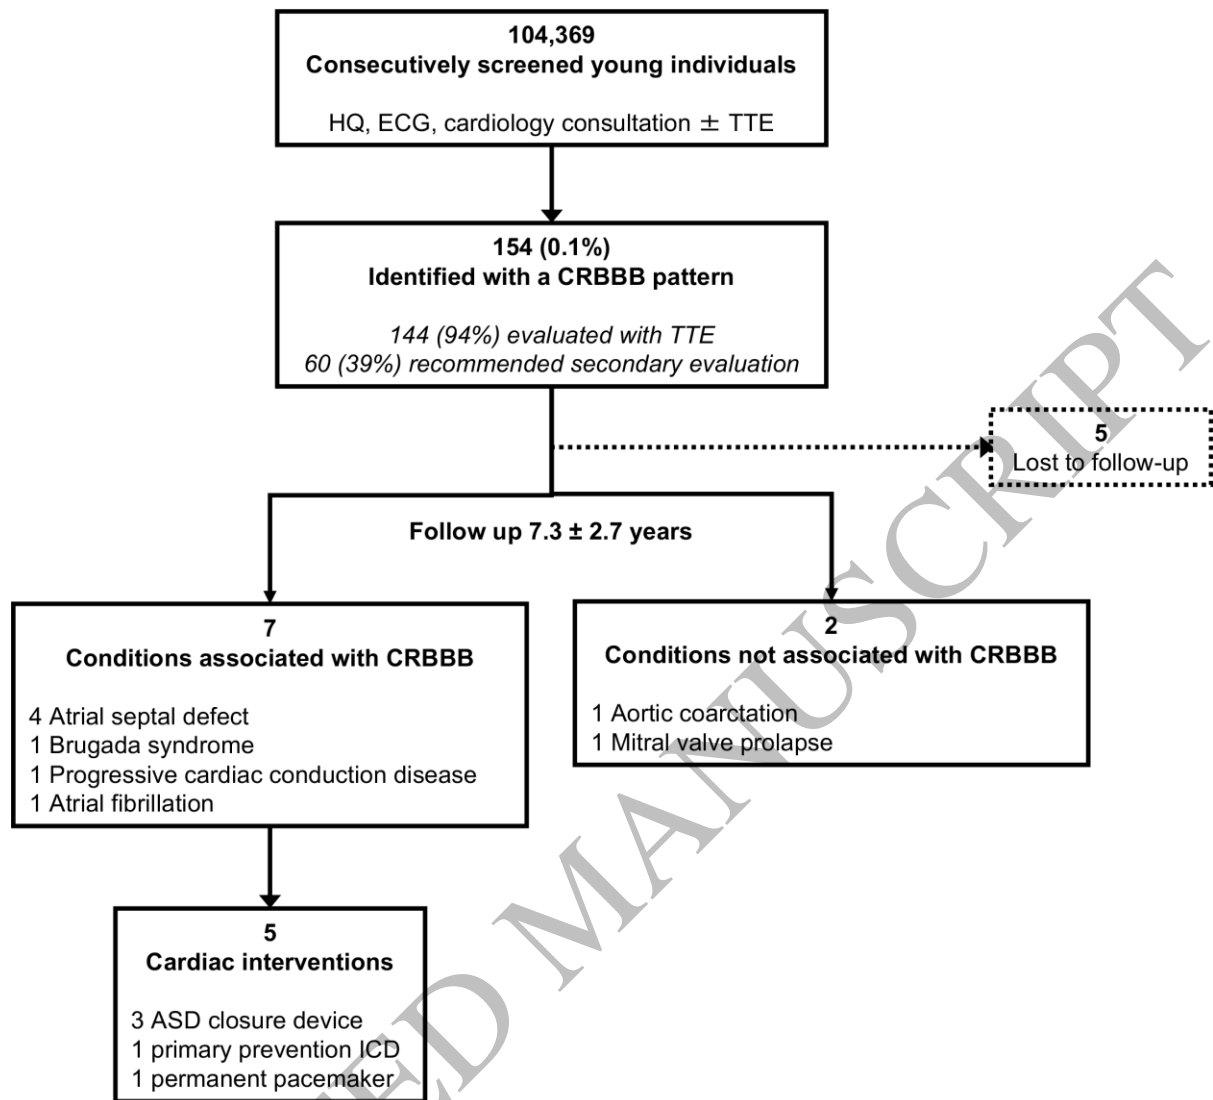 104,369
Consecutively screened young individuals
HQ, ECG, cardiology consultation ± TTE
154 (0.1%)
Identified with a CRBBB pattern
144 (94%) evaluated with TTE
60 (39%) recommended secondary evaluation
5
Lost to follow-up
Follow up 7.3 ± 2.7 years
7
Conditions associated with CRBBB
4 Atrial septal defect
1 Brugada syndrome
1 Progressive cardiac conduction disease
1 Atrial fibrillation
2
Conditions not associated with CRBBB
1 Aortic coarctation
1 Mitral valve prolapse
5
Cardiac interventions
3 ASD closure device
1 primary prevention ICD
1 permanent pacemaker
ED MANUSCRIPT